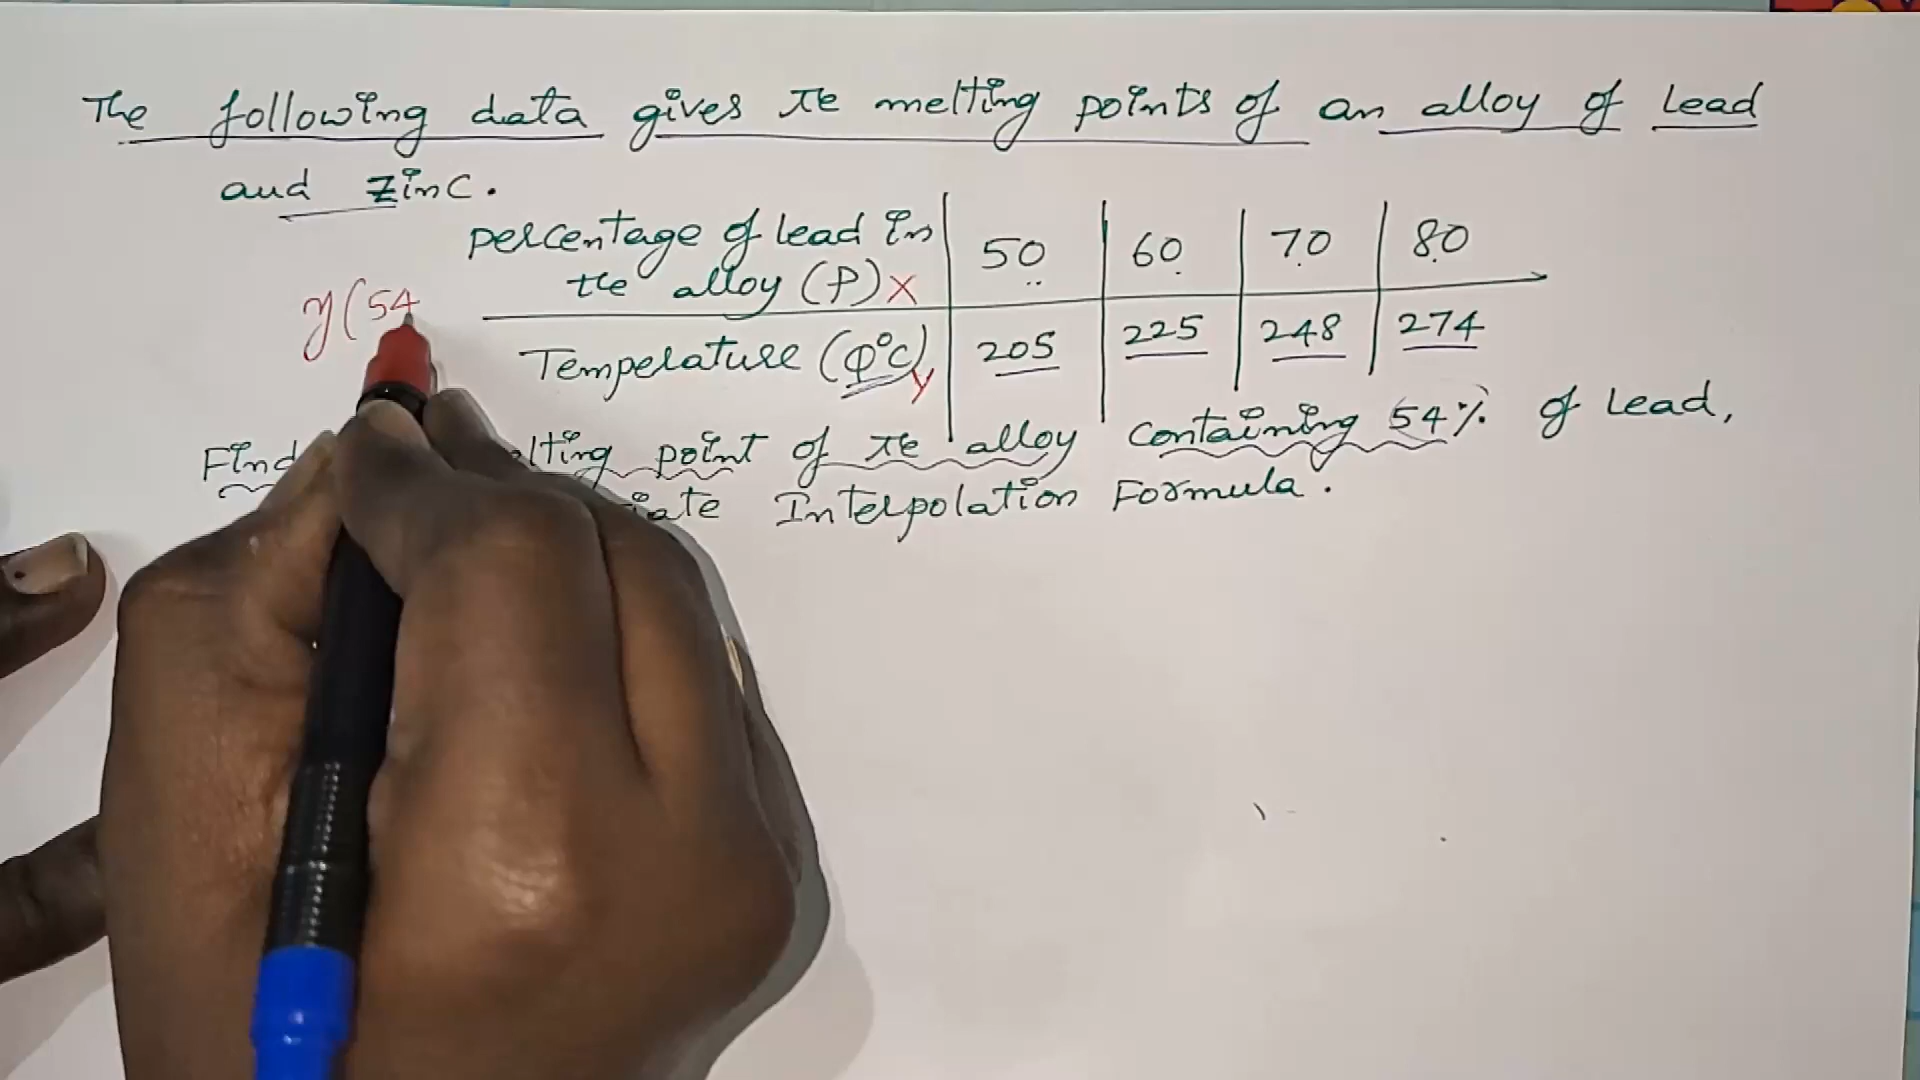 The following data gives the melting points of an alloy of Lead
and Zinc.
percentage of lead in
the alloy (P) X
50 60 70 80
y(54
Temperature (Φ°C) y
205 225 248 274
Find point of the alloy containing 54% of Lead,
Interpolation Formula.